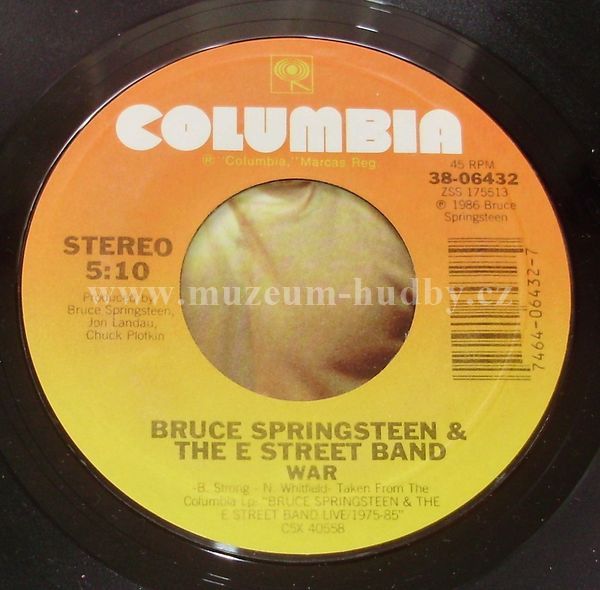 COLUMBIA
® "Columbia," Marcas Reg.
45 RPM
38-06432
ZSS 175513
℗ 1986 Bruce
Springsteen
STEREO
5:10
Produced by
Bruce Springsteen,
Jon Landau,
Chuck Plotkin
7464-06432-7
www.muzeum-hudby.cz
BRUCE SPRINGSTEEN &
THE E STREET BAND
WAR
-B. Strong - N. Whitfield- Taken From The
Columbia Lp: "BRUCE SPRINGSTEEN & THE
E STREET BAND LIVE/1975-85"
C5X 40558